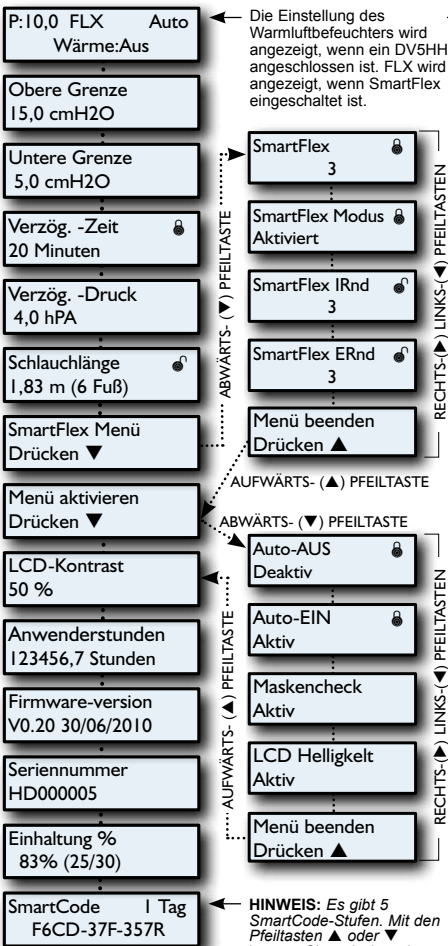 P:10,0 FLX Auto
Wärme:Aus
Die Einstellung des
Warmluftbefeuchters wird
angezeigt, wenn ein DV5HH
angeschlossen ist. FLX wird
angezeigt, wenn SmartFlex
eingeschaltet ist.
Obere Grenze
15,0 cmH2O
Untere Grenze
5,0 cmH2O
Verzög. -Zeit
20 Minuten
Verzög. -Druck
4,0 hPA
Schlauchlänge
1,83 m (6 Fuß)
SmartFlex Menü
Drücken ▼
ABWÄRTS- (▼) PFEILTASTE
SmartFlex
3
SmartFlex Modus
Aktiviert
SmartFlex IRnd
3
SmartFlex ERnd
3
Menü beenden
Drücken ▲
RECHTS-(▲) LINKS-(▼) PFEILTASTEN
AUFWÄRTS- (▲) PFEILTASTE
Menü aktivieren
Drücken ▼
ABWÄRTS- (▼) PFEILTASTE
Auto-AUS
Deaktiv
Auto-EIN
Aktiv
Maskencheck
Aktiv
LCD Helligkelt
Aktiv
Menü beenden
Drücken ▲
RECHTS-(▲) LINKS-(▼) PFEILTASTEN
AUFWÄRTS- (▲) PFEILTASTE
LCD-Kontrast
50 %
Anwenderstunden
123456,7 Stunden
Firmware-version
V0.20 30/06/2010
Seriennummer
HD000005
Einhaltung %
83% (25/30)
SmartCode 1 Tag
F6CD-37F-357R
HINWEIS: Es gibt 5
SmartCode-Stufen. Mit den
Pfeiltasten ▲ oder ▼